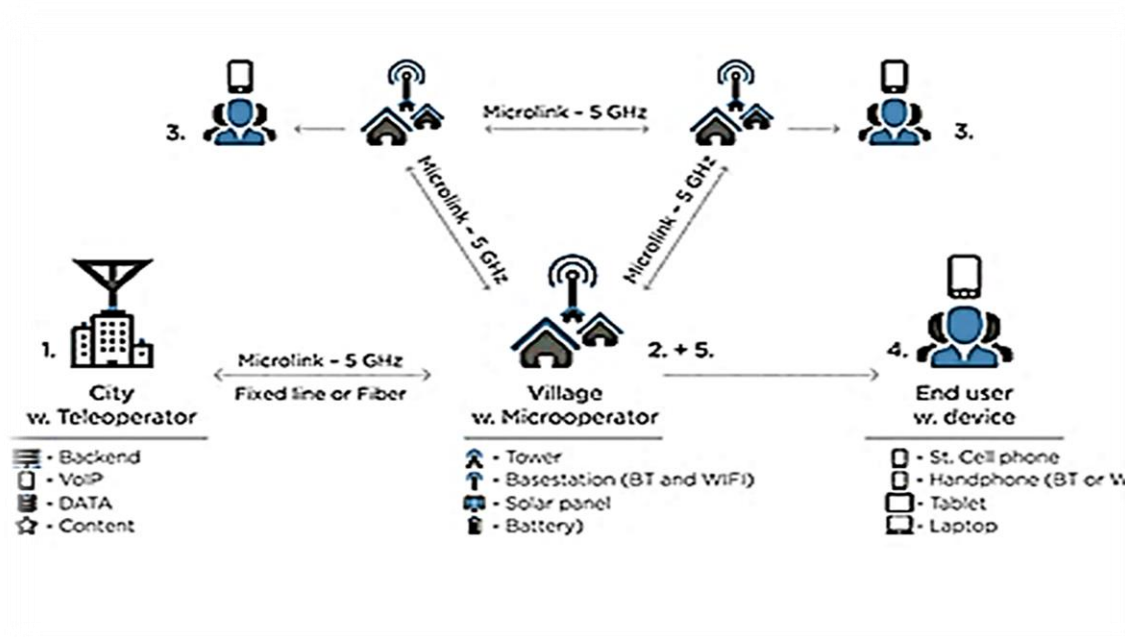 Microlink - 5 GHz
3.
3.
Microlink - 5 GHz
Microlink - 5 GHz
1.
Microlink - 5 GHz
2. + 5.
4.
Fixed line or Fiber
City
w. Teleoperator
Village
w. Microoperator
End user
w. device
- Backend
- VoIP
- DATA
- Content
- Tower
- Basestation (BT and WIFI)
- Solar panel
- Battery)
- St. Cell phone
- Handphone (BT or W
- Tablet
- Laptop